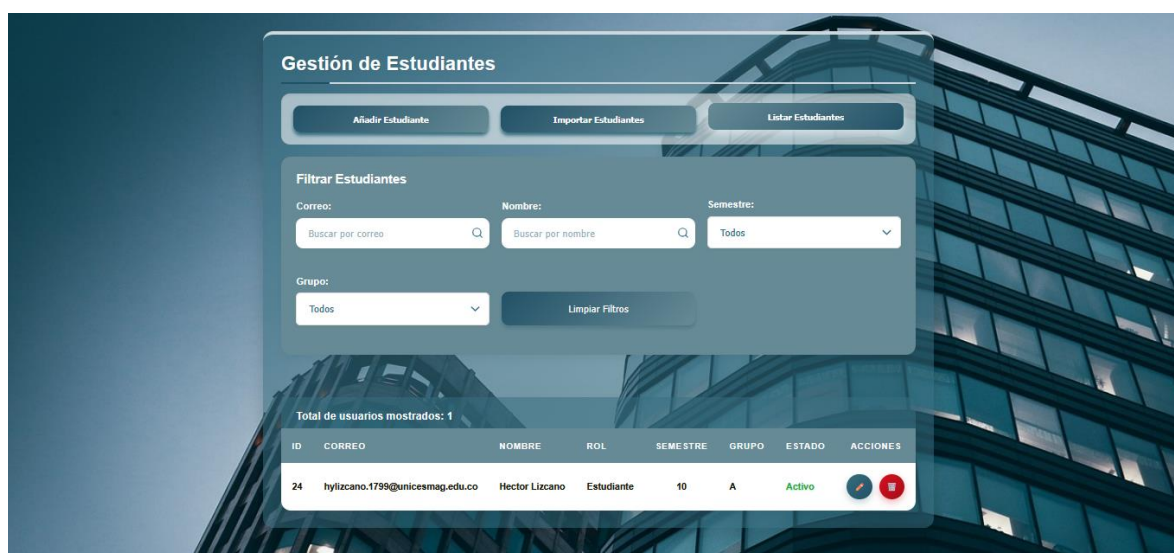 Gestión de Estudiantes
Añadir Estudiante Importar Estudiantes Listar Estudiantes
Filtrar Estudiantes
Correo: Nombre: Semestre:
Buscar por correo Buscar por nombre Todos
Grupo:
Todos Limpiar Filtros
Total de usuarios mostrados: 1
ID CORREO NOMBRE ROL SEMESTRE GRUPO ESTADO ACCIONES
24 hylizcano.1799@unicesmag.edu.co Hector Lizcano Estudiante 10 A Activo